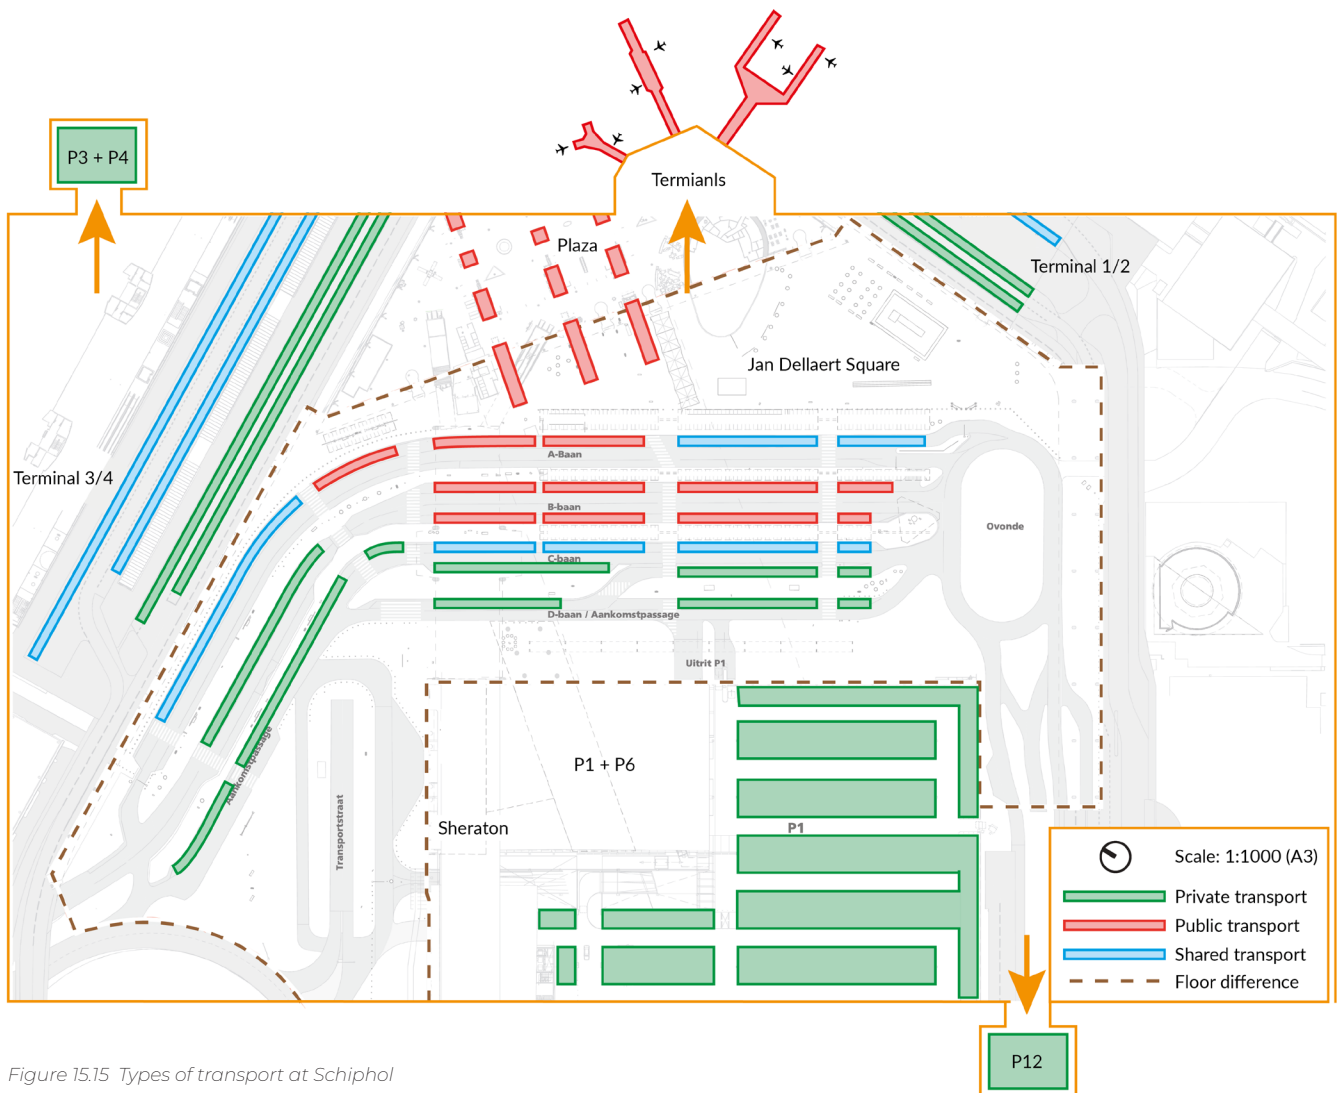 P3 + P4
Termianls
Plaza
Terminal 1/2
Jan Dellaert Square
Terminal 3/4
A-Baan
B-baan
Ovonde
C-baan
D-baan / Aankomstpassage
Uitrit P1
Aankomstpassage
P1 + P6
Transportstraat
Sheraton
P1
Scale: 1:1000 (A3)
Private transport
Public transport
Shared transport
Floor difference
P12
Figure 15.15 Types of transport at Schiphol